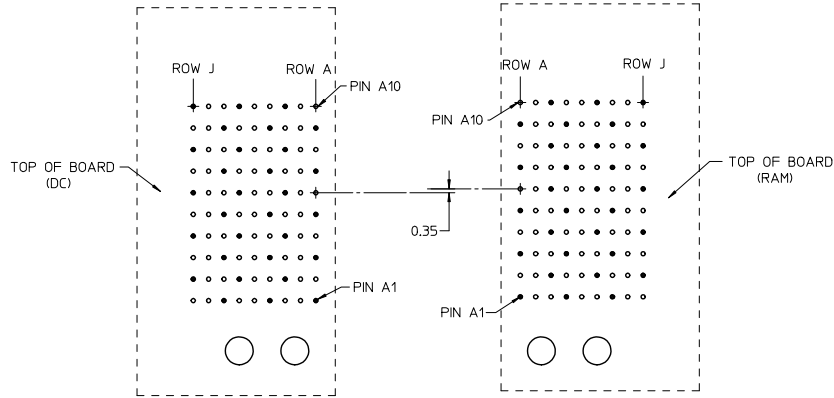 ROW J
ROW A
PIN A10
TOP OF BOARD
(DC)
PIN A1
0.35
ROW A
ROW J
PIN A10
TOP OF BOARD
(RAM)
PIN A1